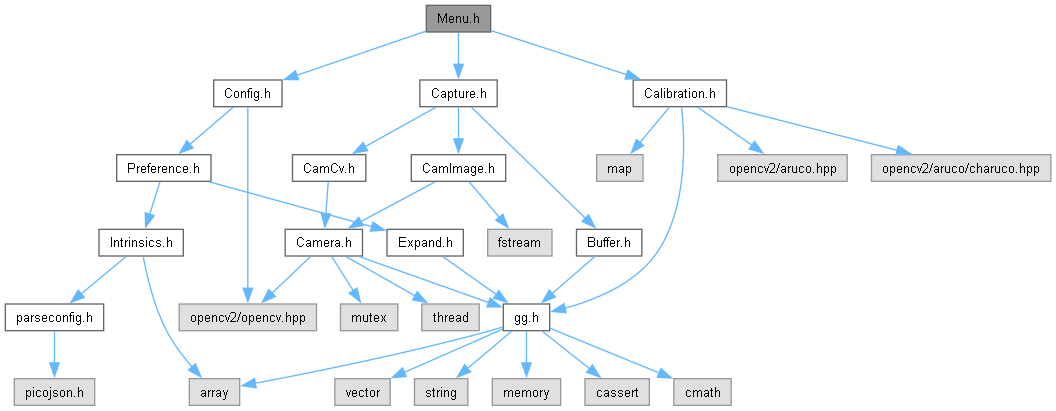 Menu.h
Config.h
Capture.h
Calibration.h
Preference.h
CamCv.h
CamImage.h
map
opencv2/aruco.hpp
opencv2/aruco/charuco.hpp
Intrinsics.h
Camera.h
Expand.h
fstream
Buffer.h
parseconfig.h
opencv2/opencv.hpp
mutex
thread
gg.h
picojson.h
array
vector
string
memory
cassert
cmath